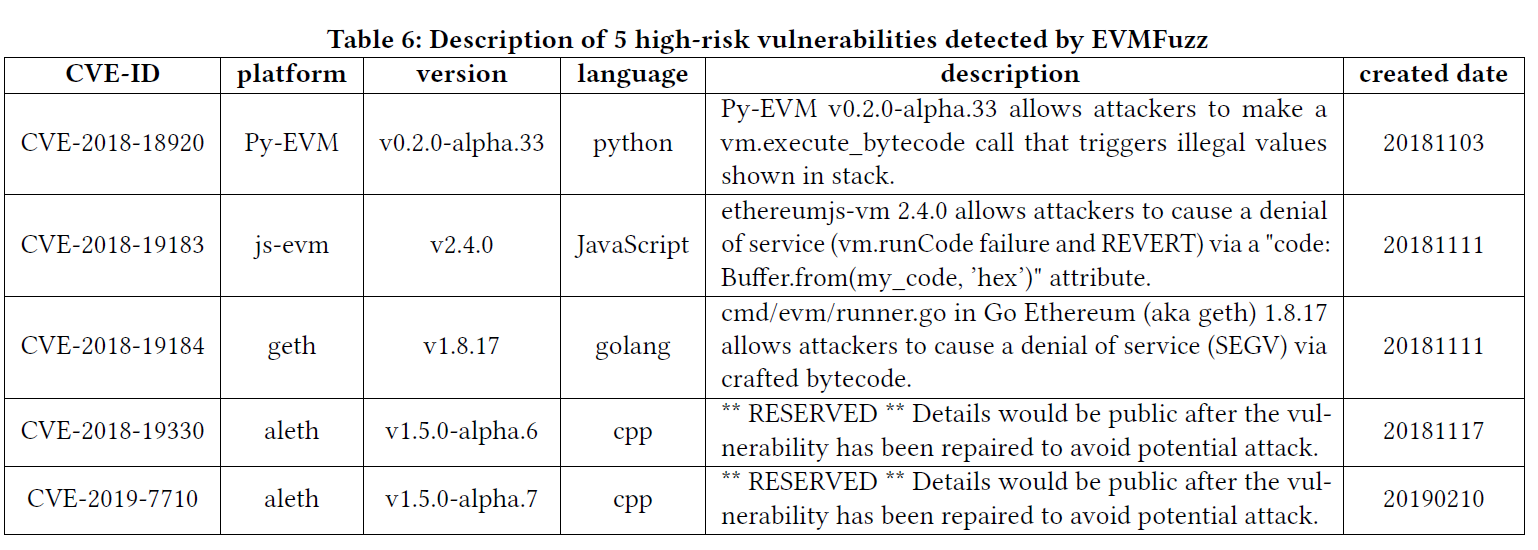 Table 6: Description of 5 high-risk vulnerabilities detected by EVMFuzz
CVE-ID platform version language description created date
CVE-2018-18920 Py-EVM v0.2.0-alpha.33 python Py-EVM v0.2.0-alpha.33 allows attackers to make a
vm.execute_bytecode call that triggers illegal values
shown in stack. 20181103
CVE-2018-19183 js-evm v2.4.0 JavaScript ethereumjs-vm 2.4.0 allows attackers to cause a denial
of service (vm.runCode failure and REVERT) via a "code:
Buffer.from(my_code, 'hex')" attribute. 20181111
CVE-2018-19184 geth v1.8.17 golang cmd/evm/runner.go in Go Ethereum (aka geth) 1.8.17
allows attackers to cause a denial of service (SEGV) via
crafted bytecode. 20181111
CVE-2018-19330 aleth v1.5.0-alpha.6 cpp ** RESERVED ** Details would be public after the vul-
nerability has been repaired to avoid potential attack. 20181117
CVE-2019-7710 aleth v1.5.0-alpha.7 cpp ** RESERVED ** Details would be public after the vul-
nerability has been repaired to avoid potential attack. 20190210